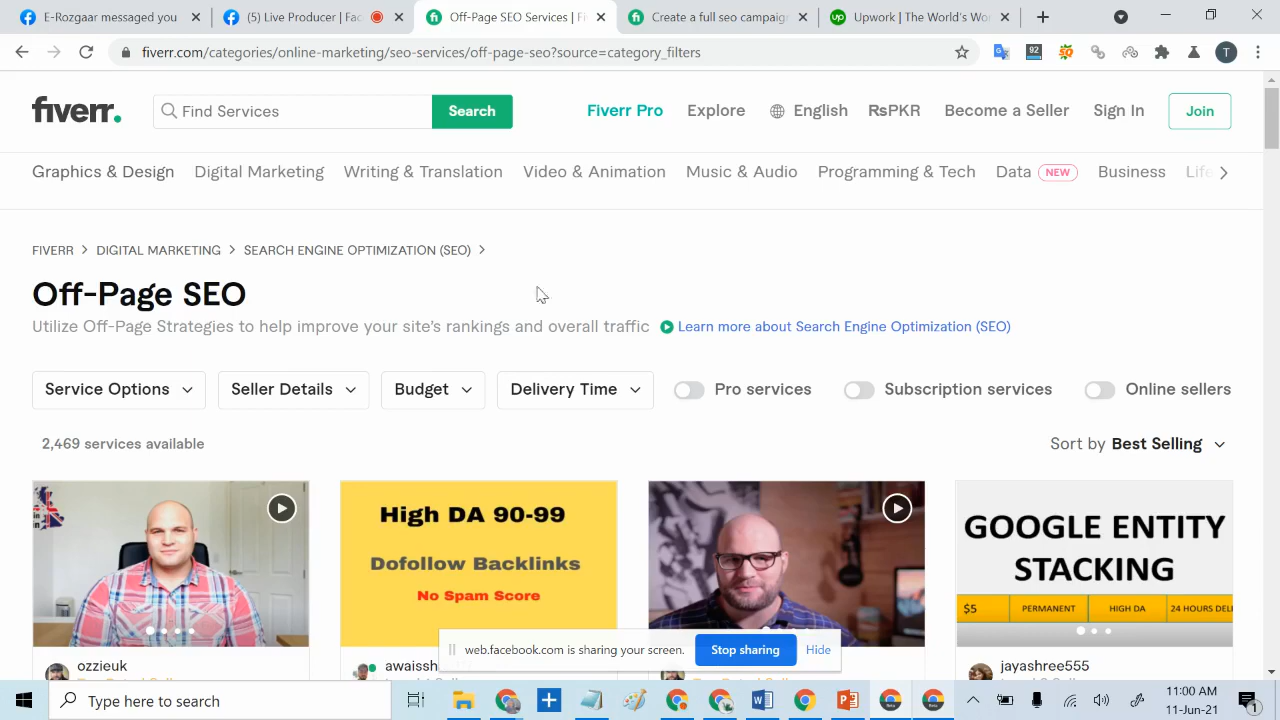 E-Rozgar messaged you
Live Producer | Fac
Off-Page SEO Services | Fi
Create a full seo campaign
Upwork | The World's Wo
fiverr.com/categories/online-marketing/seo-services/off-page-seo?source=category_filters
92
T
fiverr.
Find Services
Search
Fiverr Pro
Explore
English
₨PKR
Become a Seller
Sign In
Join
Graphics & Design
Digital Marketing
Writing & Translation
Video & Animation
Music & Audio
Programming & Tech
Data NEW
Business
Life
FIVERR > DIGITAL MARKETING > SEARCH ENGINE OPTIMIZATION (SEO) >
Off-Page SEO
Utilize Off-Page Strategies to help improve your site's rankings and overall traffic
Learn more about Search Engine Optimization (SEO)
Service Options
Seller Details
Budget
Delivery Time
Pro services
Subscription services
Online sellers
2,469 services available
Sort by Best Selling
High DA 90-99
Dofollow Backlinks
No Spam Score
GOOGLE ENTITY
STACKING
$5
PERMANENT
HIGH DA
24 HOURS DELI
ozzieuk
jayashree555
web.facebook.com is sharing your screen.
Stop sharing
Hide
Type here to search
11:00 AM
11-Jun-21
1